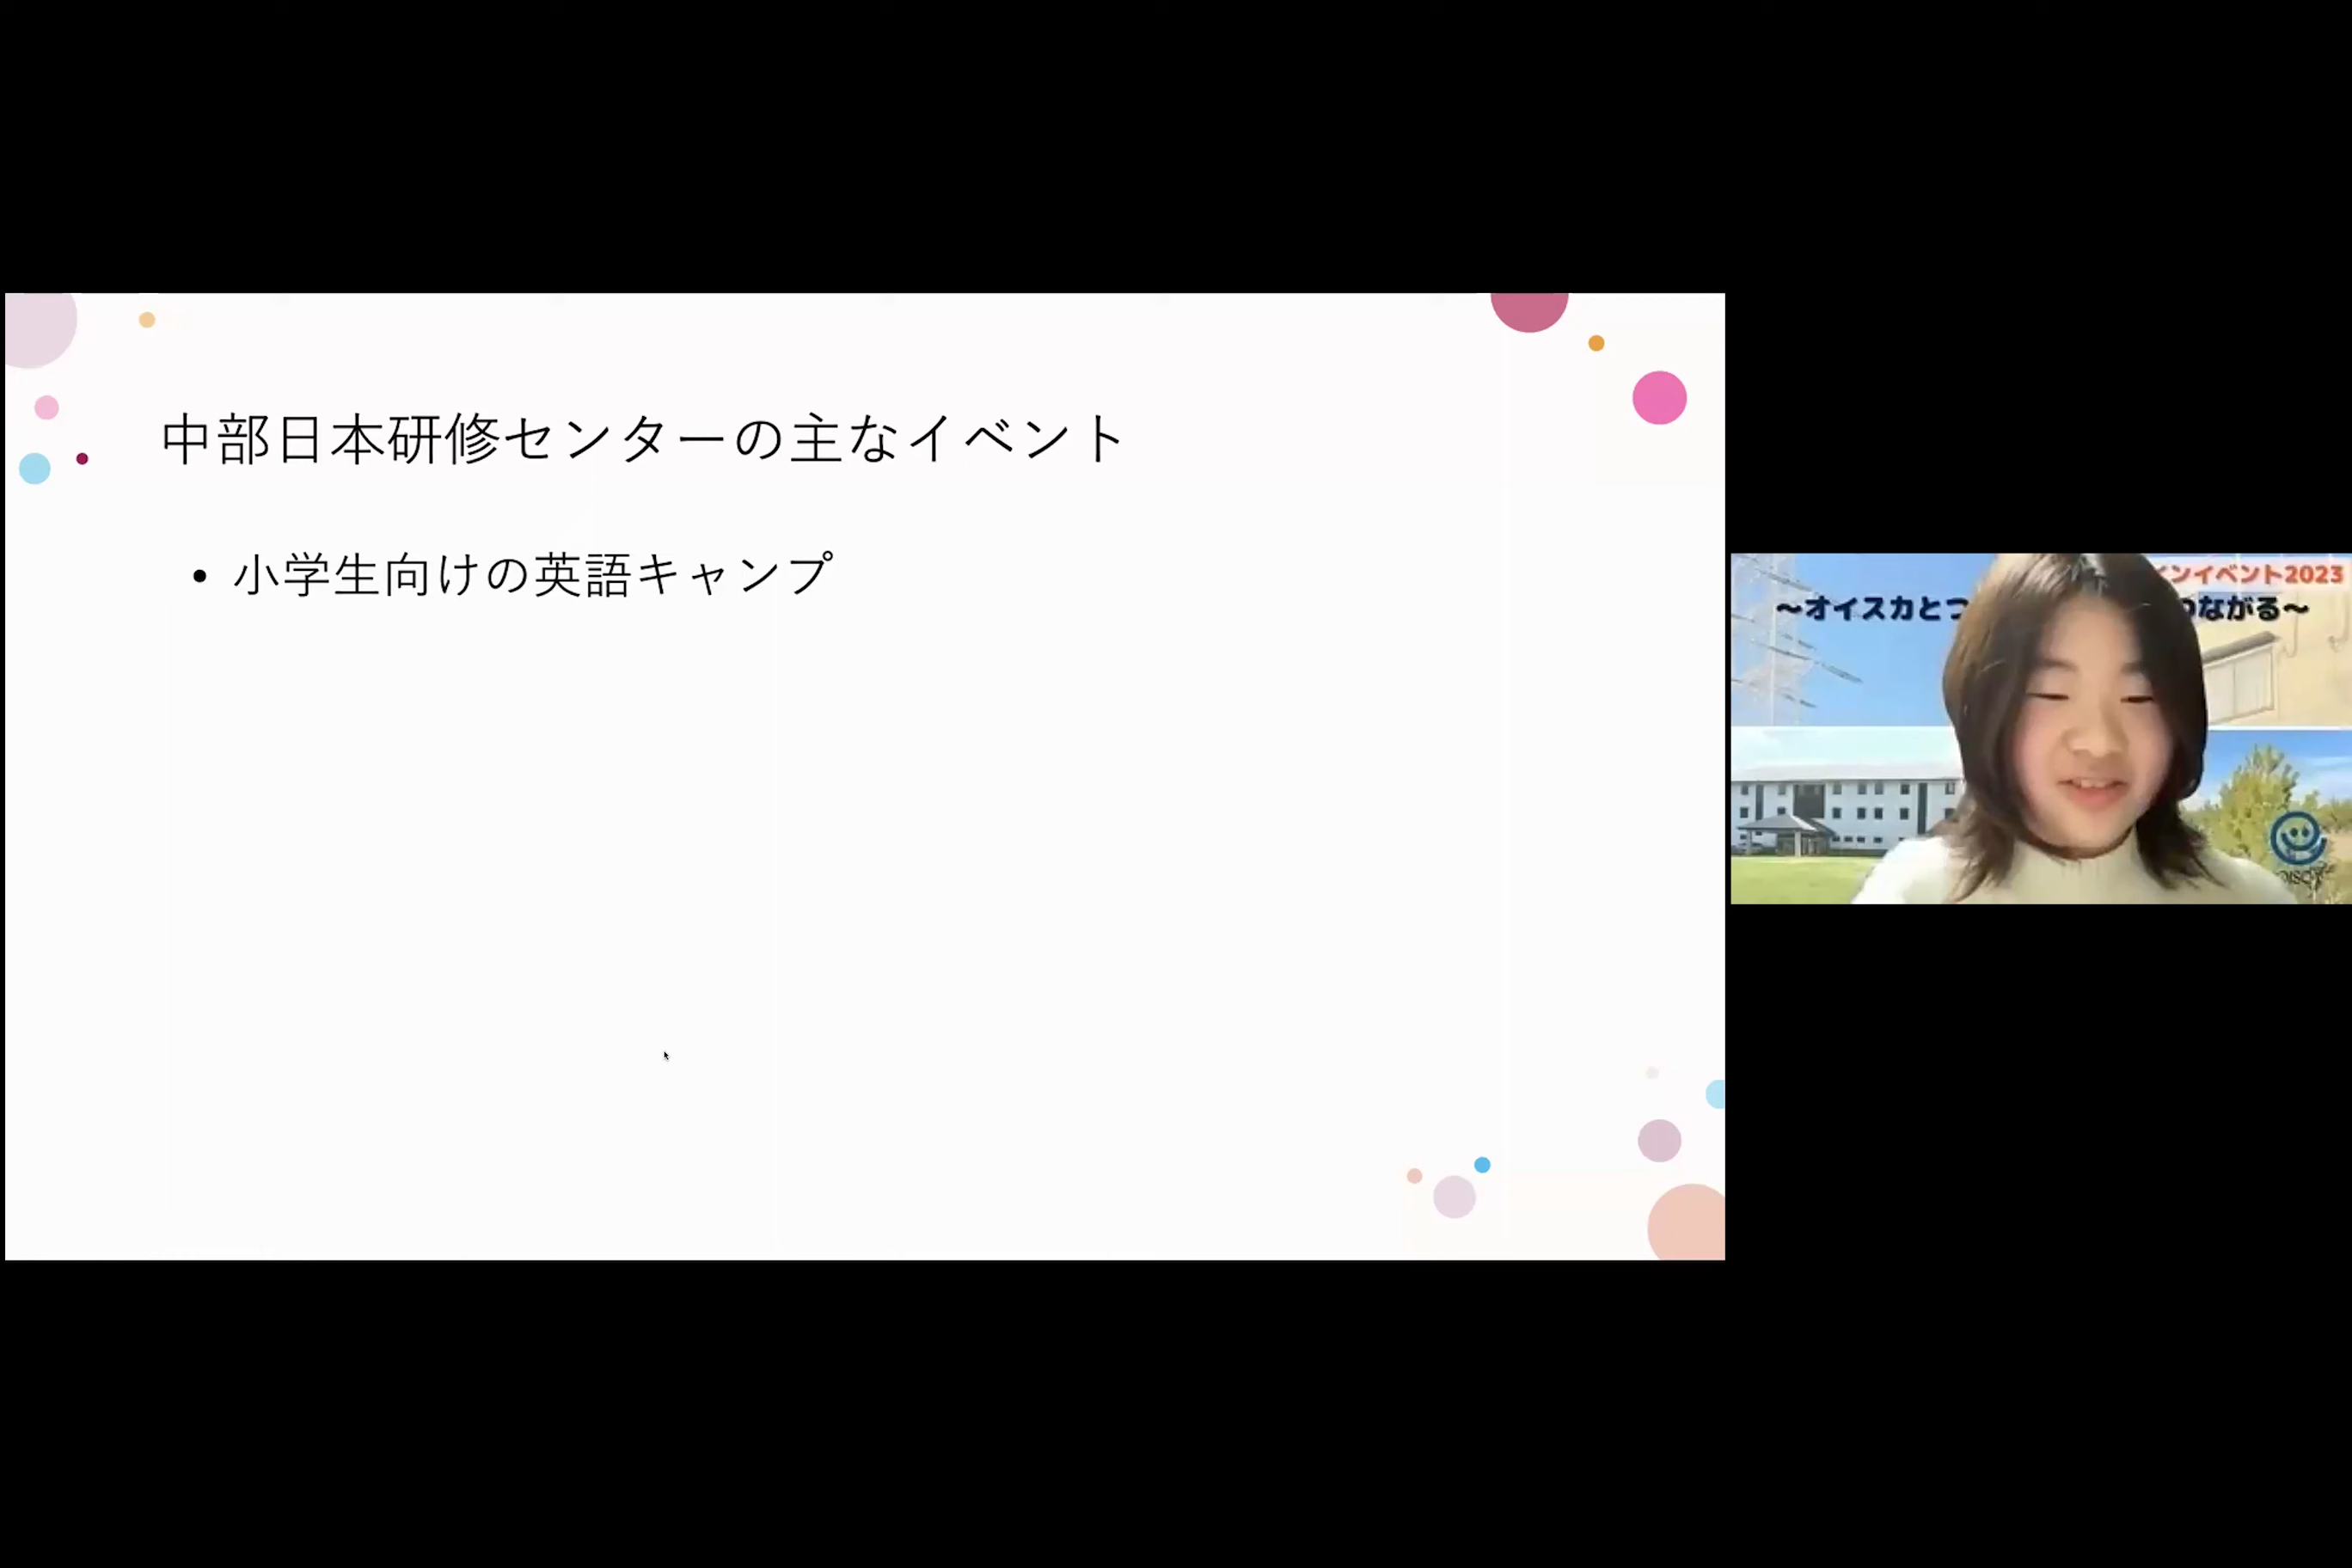 中部日本研修センターの主なイベント
• 小学生向けの英語キャンプ
ンイベント2023
〜オイスカとつ
ながる〜